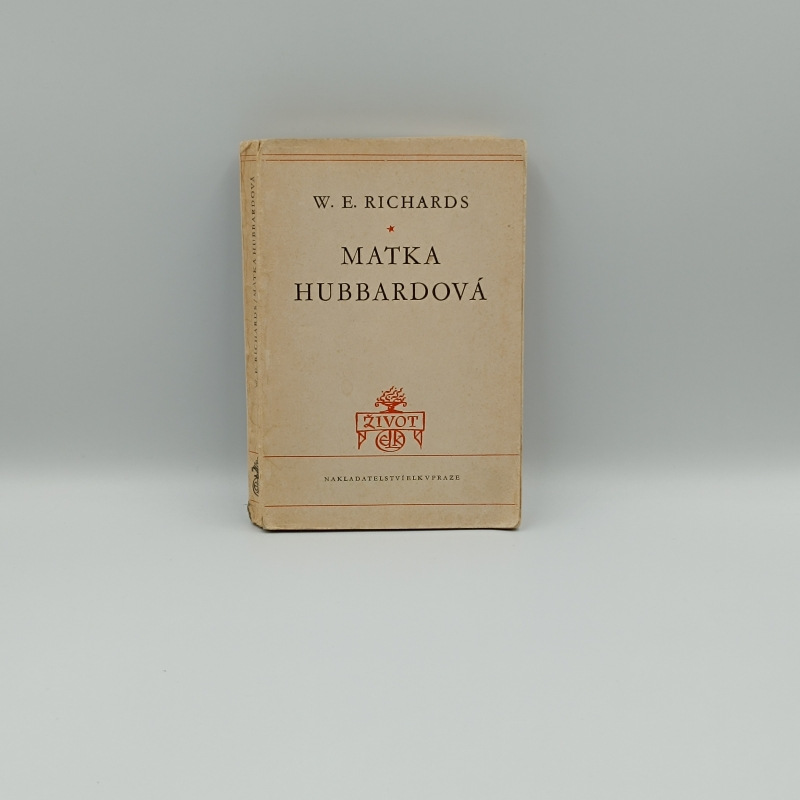 W. E. RICHARDS
MATKA
HUBBARDOVÁ
ŽIVOT
ELK
NAKLADATELSTVÍ ELK V PRAZE
W. E. RICHARDS / MATKA HUBBARDOVÁ